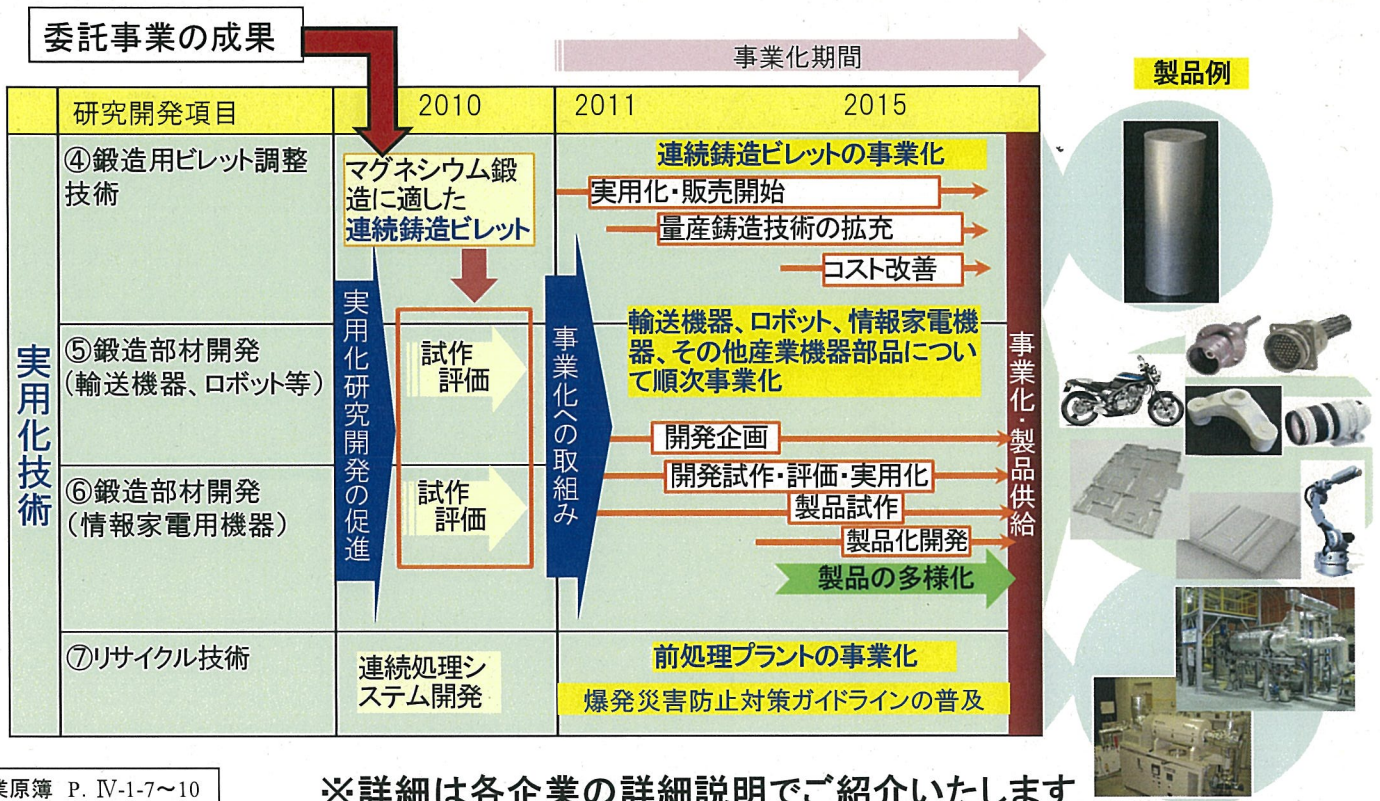 委託事業の成果
事業化期間
製品例
研究開発項目
2010
2011
2015
実用化技術
④鍛造用ビレット調整
技術
マグネシウム鍛
造に適した
連続鋳造ビレット
連続鋳造ビレットの事業化
実用化・販売開始
量産鋳造技術の拡充
コスト改善
実用化研究開発の促進
事業化への取組み
事業化・製品供給
⑤鍛造部材開発
(輸送機器、ロボット等)
試作
評価
輸送機器、ロボット、情報家電機
器、その他産業機器部品につい
て順次事業化
開発企画
⑥鍛造部材開発
(情報家電用機器)
試作
評価
開発試作・評価・実用化
製品試作
製品化開発
製品の多様化
⑦リサイクル技術
連続処理シ
ステム開発
前処理プラントの事業化
爆発災害防止対策ガイドラインの普及
業原簿 P. Ⅳ-1-7～10
※詳細は各企業の詳細説明でご紹介いたします